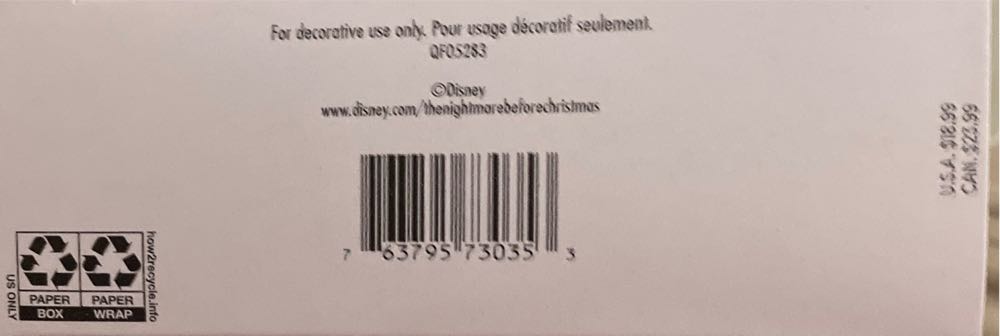 For decorative use only. Pour usage décoratif seulement.
QFO5283
©Disney
www.disney.com/thenightmarebeforechristmas
7 63795 73035 3
U.S.A. $18.99
CAN. $23.99
how2recycle.info
PAPER
BOX
PAPER
WRAP
US ONLY